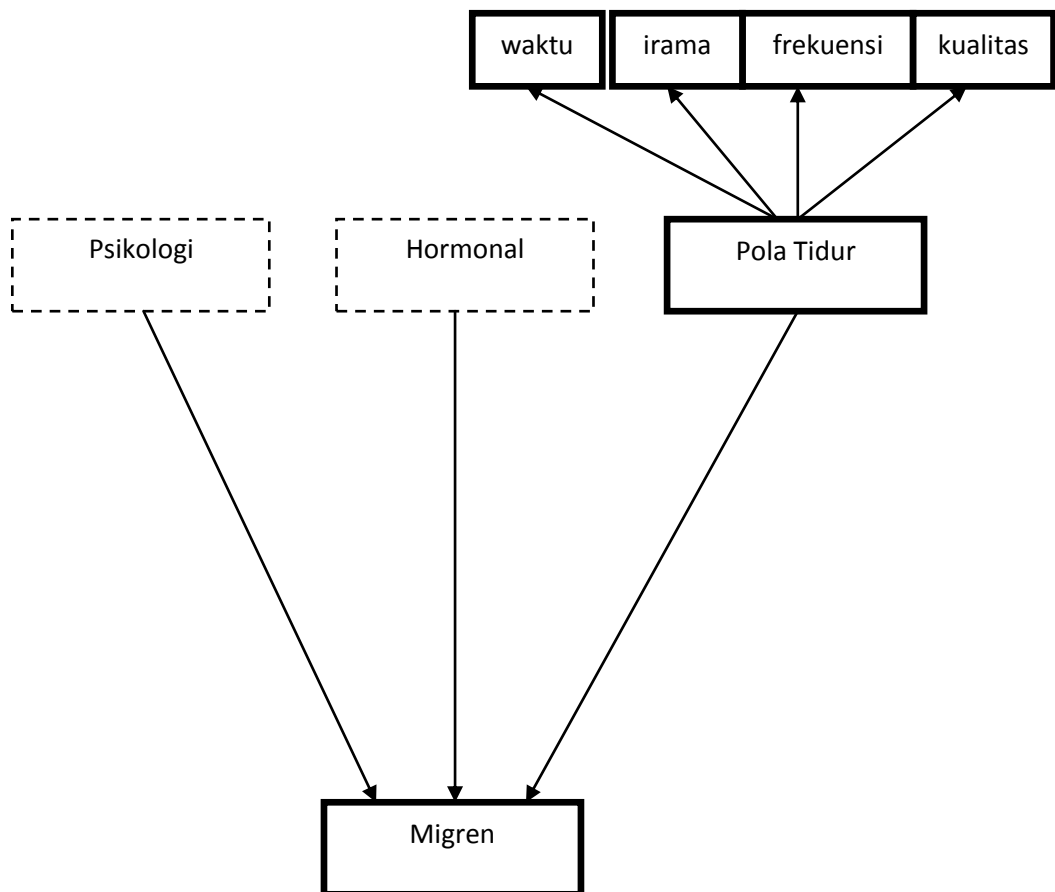 waktu
irama
frekuensi
kualitas
Psikologi
Hormonal
Pola Tidur
Migren